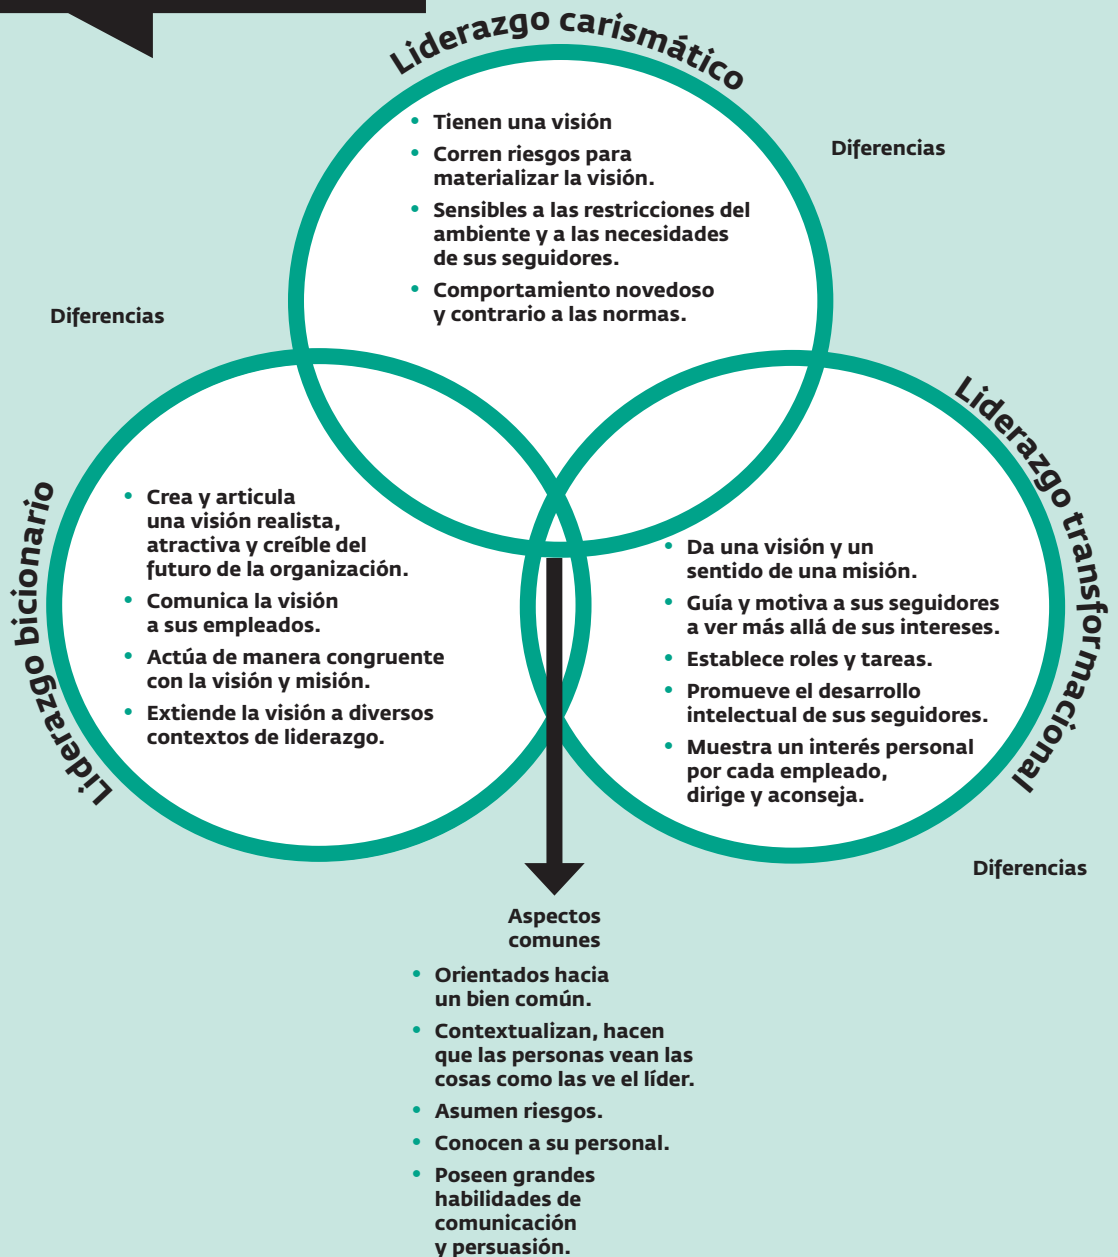 Liderazgo carismático
• Tienen una visión
• Corren riesgos para
materializar la visión.
• Sensibles a las restricciones del
ambiente y a las necesidades
de sus seguidores.
• Comportamiento novedoso
y contrario a las normas.
Diferencias
Diferencias
Liderazgo bicionario
• Crea y articula
una visión realista,
atractiva y creíble del
futuro de la organización.
• Comunica la visión
a sus empleados.
• Actúa de manera congruente
con la visión y misión.
• Extiende la visión a diversos
contextos de liderazgo.
Liderazgo transformacional
• Da una visión y un
sentido de una misión.
• Guía y motiva a sus seguidores
a ver más allá de sus intereses.
• Establece roles y tareas.
• Promueve el desarrollo
intelectual de sus seguidores.
• Muestra un interés personal
por cada empleado,
dirige y aconseja.
Diferencias
Aspectos
comunes
• Orientados hacia
un bien común.
• Contextualizan, hacen
que las personas vean las
cosas como las ve el líder.
• Asumen riesgos.
• Conocen a su personal.
• Poseen grandes
habilidades de
comunicación
y persuasión.